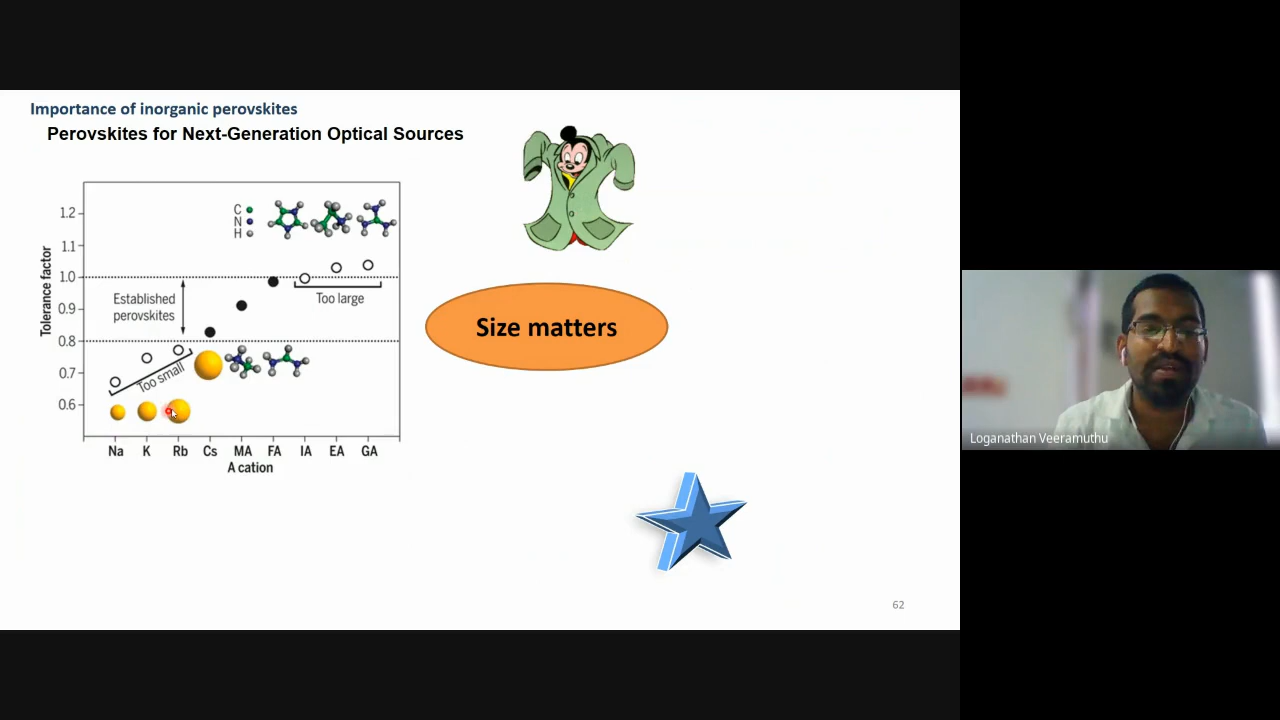 Importance of inorganic perovskites
Perovskites for Next-Generation Optical Sources
Tolerance factor
1.2
1.1
1.0
0.9
0.8
0.7
0.6
C
N
H
Established
perovskites
Too large
Too small
Na K Rb Cs MA FA IA EA GA
A cation
Size matters
62
Loganathan Veeramuthu